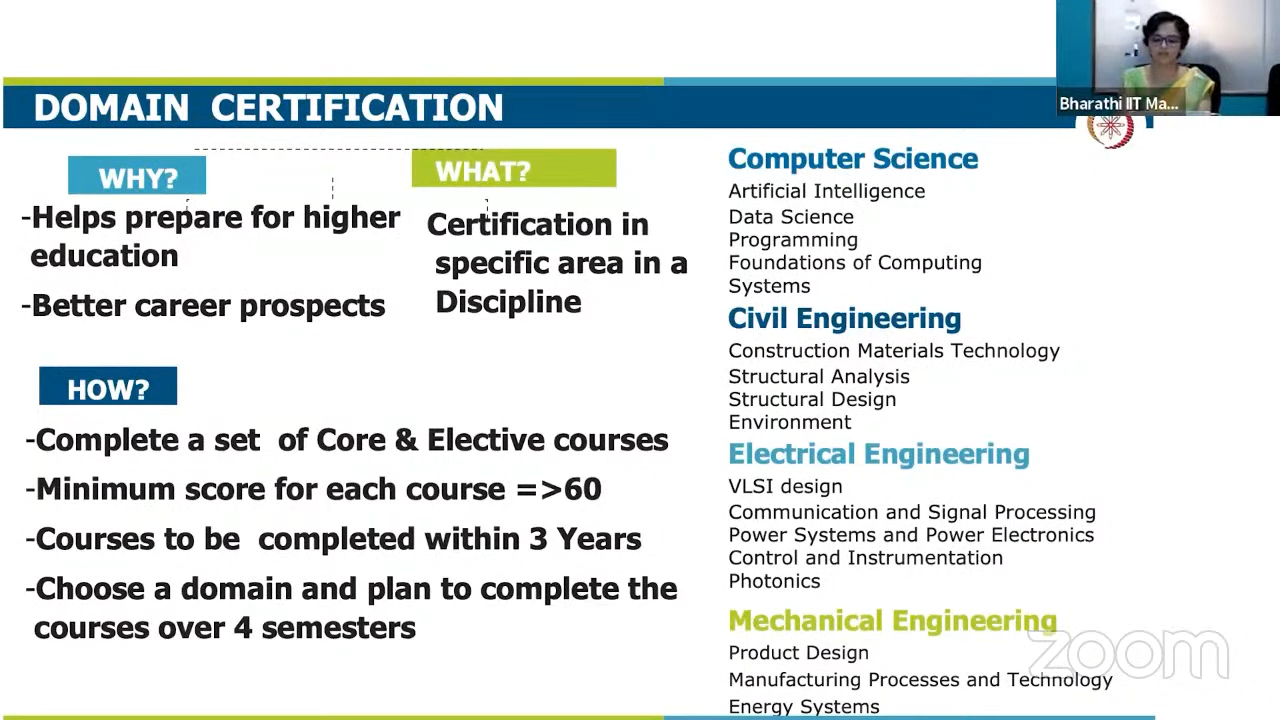 DOMAIN CERTIFICATION
Bharathi IIT Ma...
WHY?
-Helps prepare for higher
education
-Better career prospects
WHAT?
Certification in
specific area in a
Discipline
HOW?
-Complete a set of Core & Elective courses
-Minimum score for each course =>60
-Courses to be completed within 3 Years
-Choose a domain and plan to complete the
courses over 4 semesters
Computer Science
Artificial Intelligence
Data Science
Programming
Foundations of Computing
Systems
Civil Engineering
Construction Materials Technology
Structural Analysis
Structural Design
Environment
Electrical Engineering
VLSI design
Communication and Signal Processing
Power Systems and Power Electronics
Control and Instrumentation
Photonics
Mechanical Engineering
Product Design
Manufacturing Processes and Technology
Energy Systems
zoom